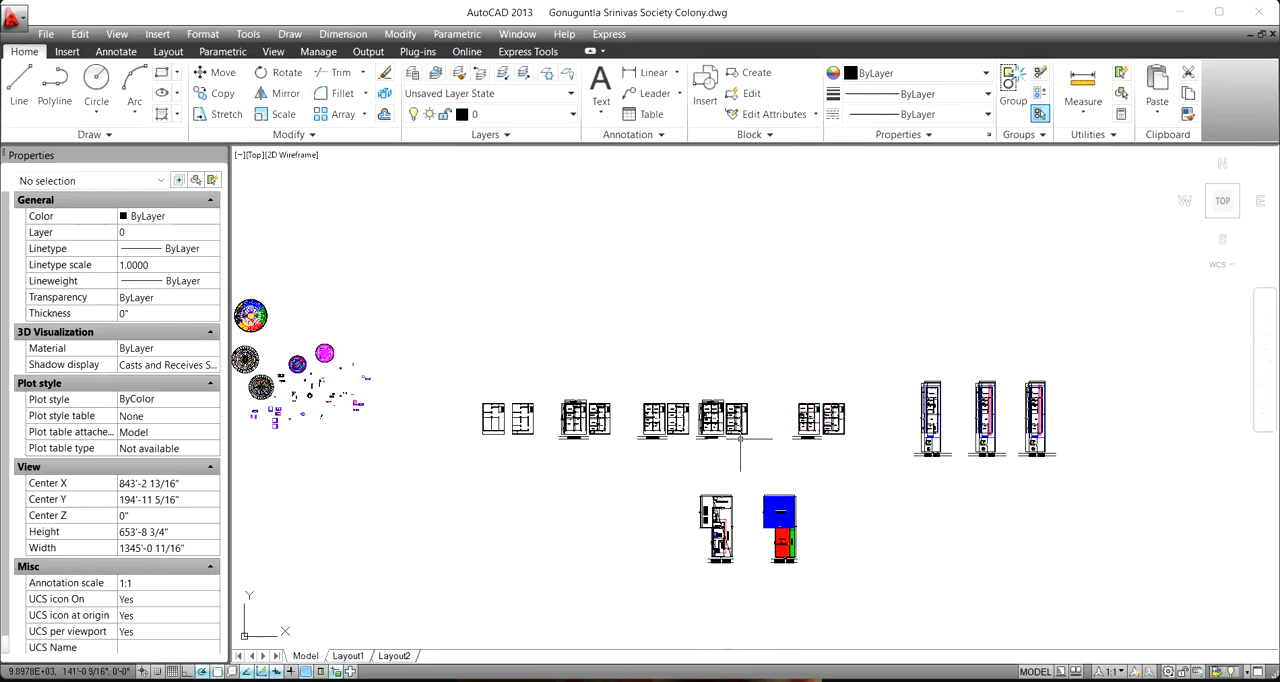 AutoCAD 2013 Gonuguntla Srinivas Society Colony.dwg
File Edit View Insert Format Tools Draw Dimension Modify Parametric Window Help Express
Home Insert Annotate Layout Parametric View Manage Output Plug-ins Online Express Tools
Line Polyline Circle Arc
Move Rotate Trim
Copy Mirror Fillet
Stretch Scale Array
Unsaved Layer State
0
Text
Linear
Leader
Table
Insert
Create
Edit
Edit Attributes
ByLayer
ByLayer
ByLayer
Group
Measure
Paste
Draw Modify Layers Annotation Block Properties Groups Utilities Clipboard
Properties
No selection
General
Color ByLayer
Layer 0
Linetype ByLayer
Linetype scale 1.0000
Lineweight ByLayer
Transparency ByLayer
Thickness 0"
3D Visualization
Material ByLayer
Shadow display Casts and Receives S...
Plot style
Plot style ByColor
Plot style table None
Plot table attache... Model
Plot table type Not available
View
Center X 843'-2 13/16"
Center Y 194'-11 5/16"
Center Z 0"
Height 653'-8 3/4"
Width 1345'-0 11/16"
Misc
Annotation scale 1:1
UCS icon On Yes
UCS icon at origin Yes
UCS per viewport Yes
UCS Name
[−][Top][2D Wireframe]
N
W TOP E
S
WCS
Y
X
Model Layout1 Layout2
9.8978E+03, 141'-0 9/16", 0'-0" MODEL 1:1